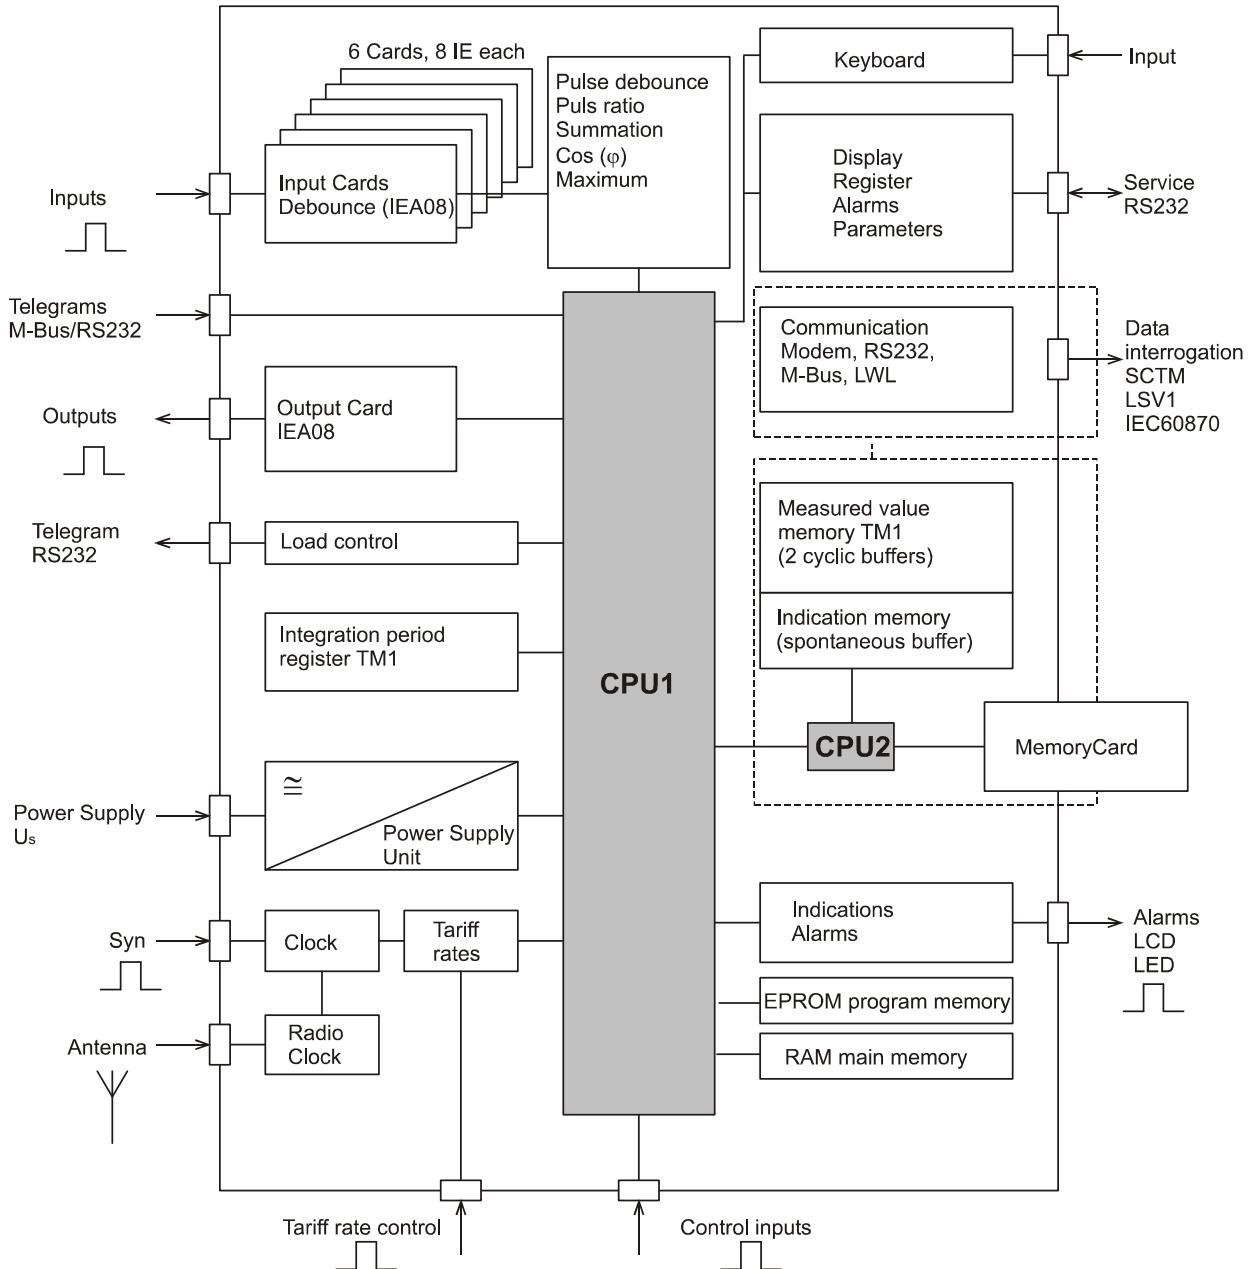 6 Cards, 8 IE each
Pulse debounce
Puls ratio
Summation
Cos (φ)
Maximum
Keyboard
Input
Input Cards
Debounce (IEA08)
Inputs
Display
Register
Alarms
Parameters
Service
RS232
Telegrams
M-Bus/RS232
Communication
Modem, RS232,
M-Bus, LWL
Data
interrogation
SCTM
LSV1
IEC60870
Outputs
Output Card
IEA08
Telegram
RS232
Load control
Measured value
memory TM1
(2 cyclic buffers)
Indication memory
(spontaneous buffer)
Integration period
register TM1
CPU1
CPU2
MemoryCard
Power Supply
Us
≅
Power Supply
Unit
Syn
Clock
Tariff
rates
Indications
Alarms
Alarms
LCD
LED
EPROM program memory
Antenna
Radio
Clock
RAM main memory
Tariff rate control
Control inputs